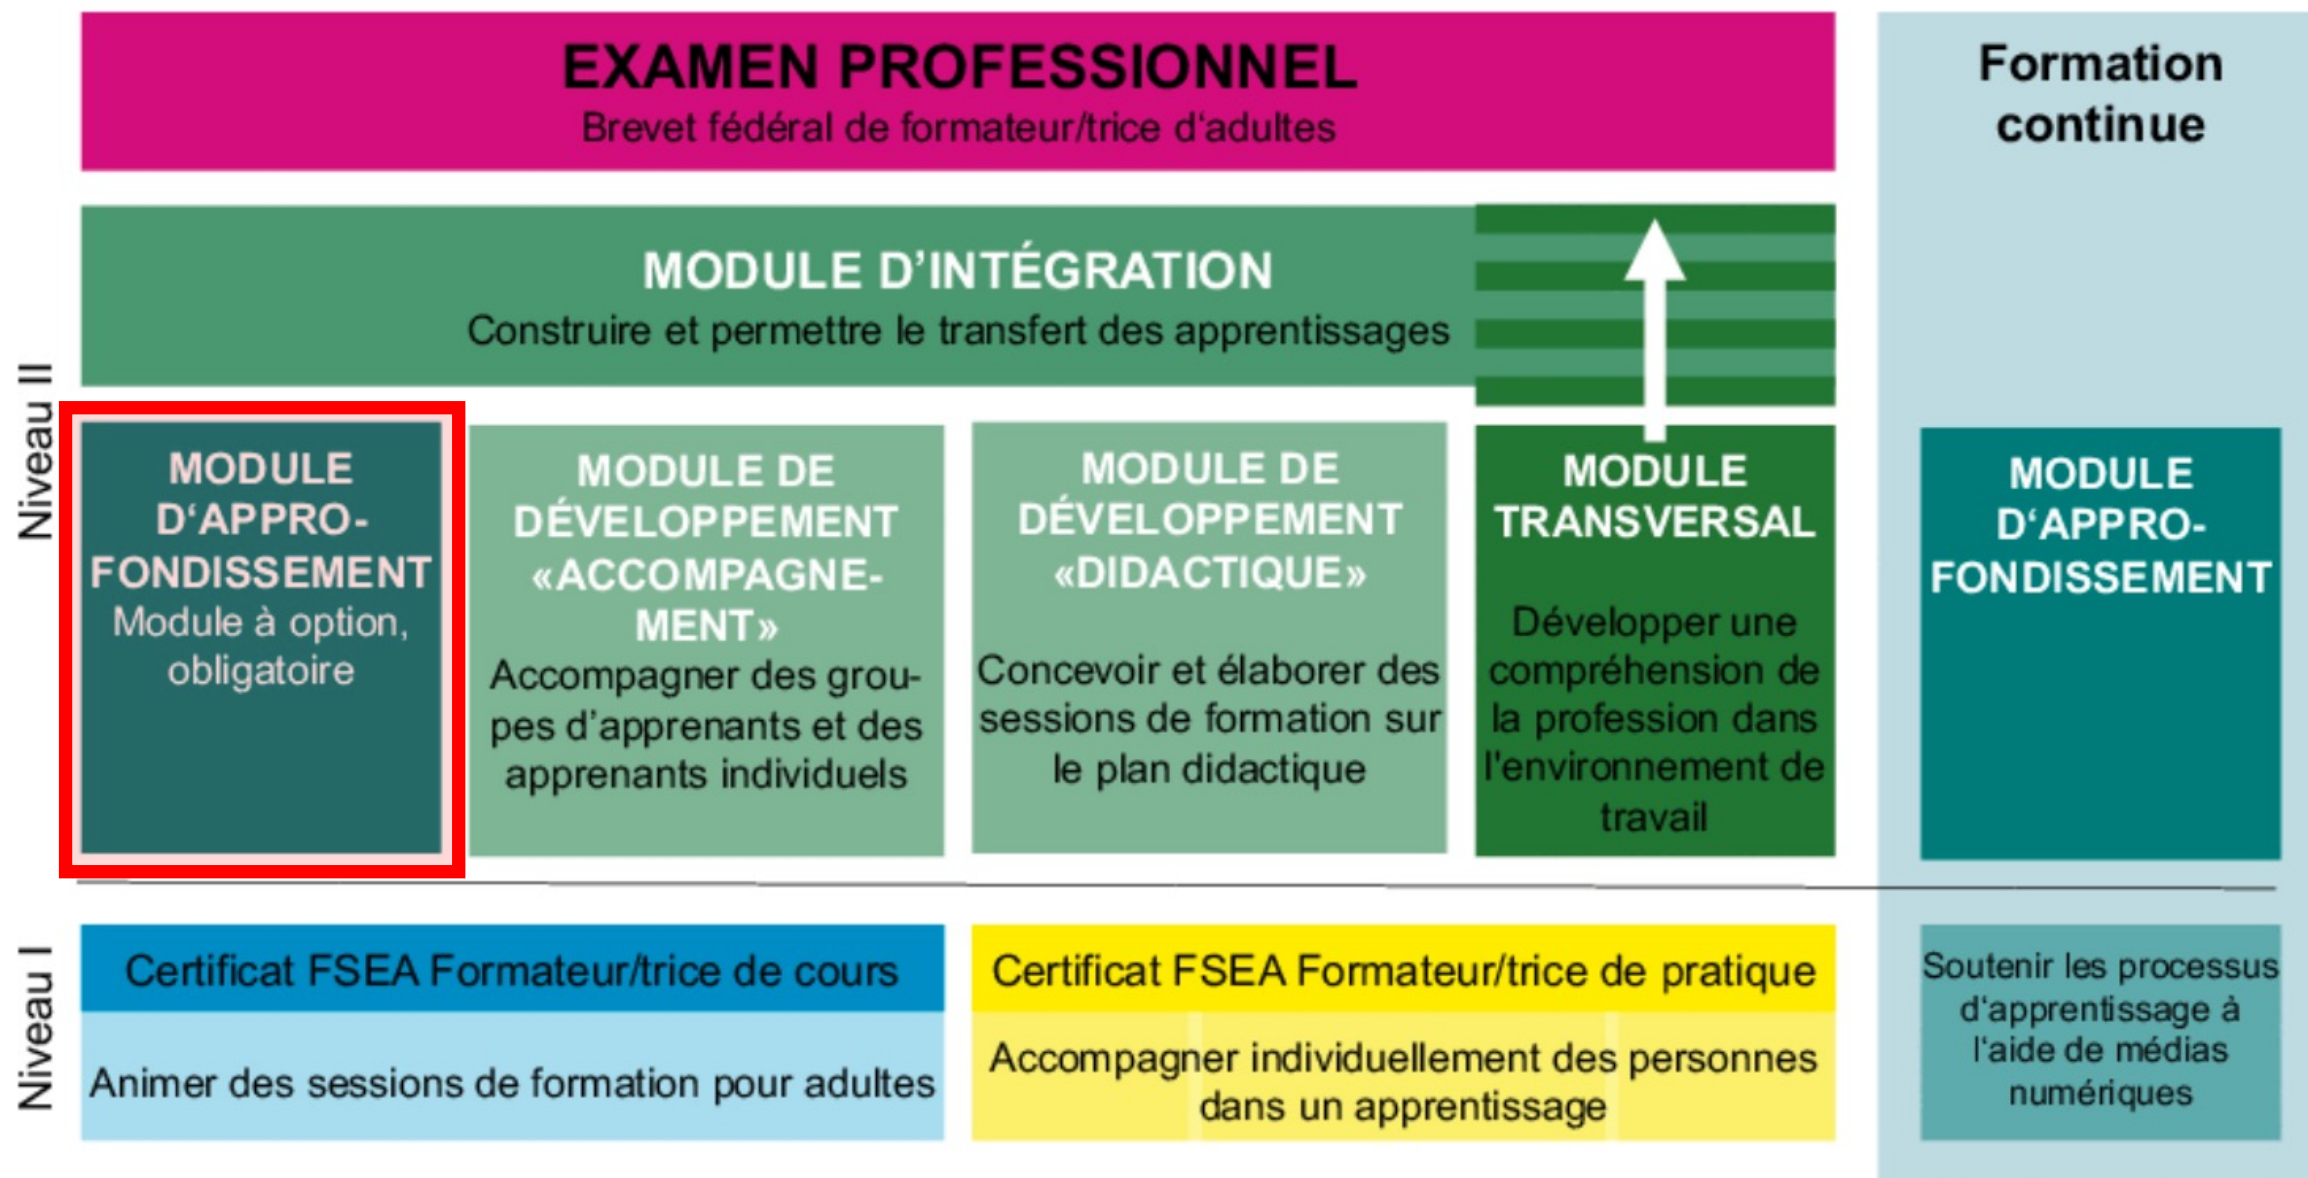 EXAMEN PROFESSIONNEL
Brevet fédéral de formateur/trice d‘adultes
Formation
continue
Niveau II
MODULE D’INTÉGRATION
Construire et permettre le transfert des apprentissages
MODULE
D‘APPRO-
FONDISSEMENT
Module à option,
obligatoire
MODULE DE
DÉVELOPPEMENT
«ACCOMPAGNE-
MENT»
Accompagner des grou-
pes d’apprenants et des
apprenants individuels
MODULE DE
DÉVELOPPEMENT
«DIDACTIQUE»
Concevoir et élaborer des
sessions de formation sur
le plan didactique
MODULE
TRANSVERSAL
Développer une
compréhension de
la profession dans
l'environnement de
travail
MODULE
D‘APPRO-
FONDISSEMENT
Niveau I
Certificat FSEA Formateur/trice de cours
Animer des sessions de formation pour adultes
Certificat FSEA Formateur/trice de pratique
Accompagner individuellement des personnes
dans un apprentissage
Soutenir les processus
d‘apprentissage à
l‘aide de médias
numériques